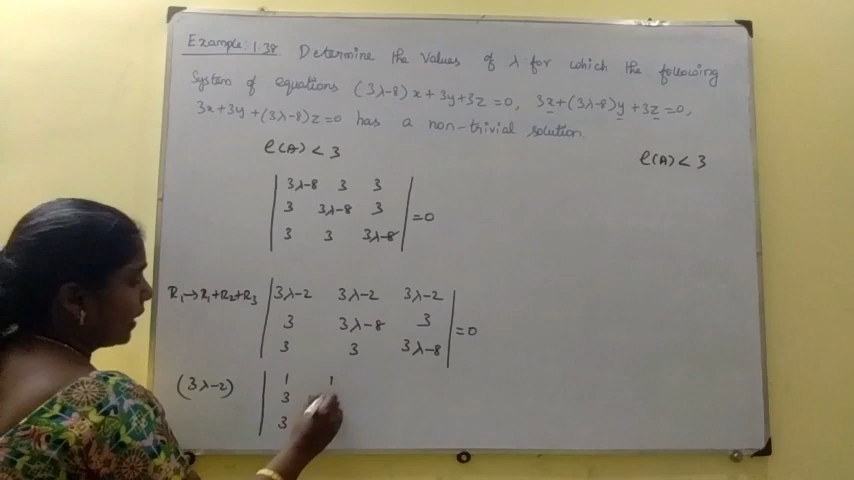 Example: 1.38. Determine the values of λ for which the following
System of equations (3λ-8)x + 3y + 3z = 0, 3x + (3λ-8)y + 3z = 0,
3x + 3y + (3λ-8)z = 0 has a non-trivial solution.
ρ(A) < 3
ρ(A) < 3
| 3λ-8 3 3 |
| 3 3λ-8 3 | = 0
| 3 3 3λ-8 |
R₁→R₁+R₂+R₃ | 3λ-2 3λ-2 3λ-2 |
| 3 3λ-8 3 | = 0
| 3 3 3λ-8 |
(3λ-2) | 1 1
| 3
| 3